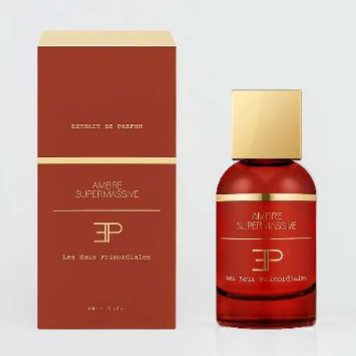 EXTRAIT DE PARFUM
AMBRE
SUPERMASSIVE
EP
Les Eaux Primordiales
AMBRE
SUPERMASSIVE
EP
Les Eaux Primordiales